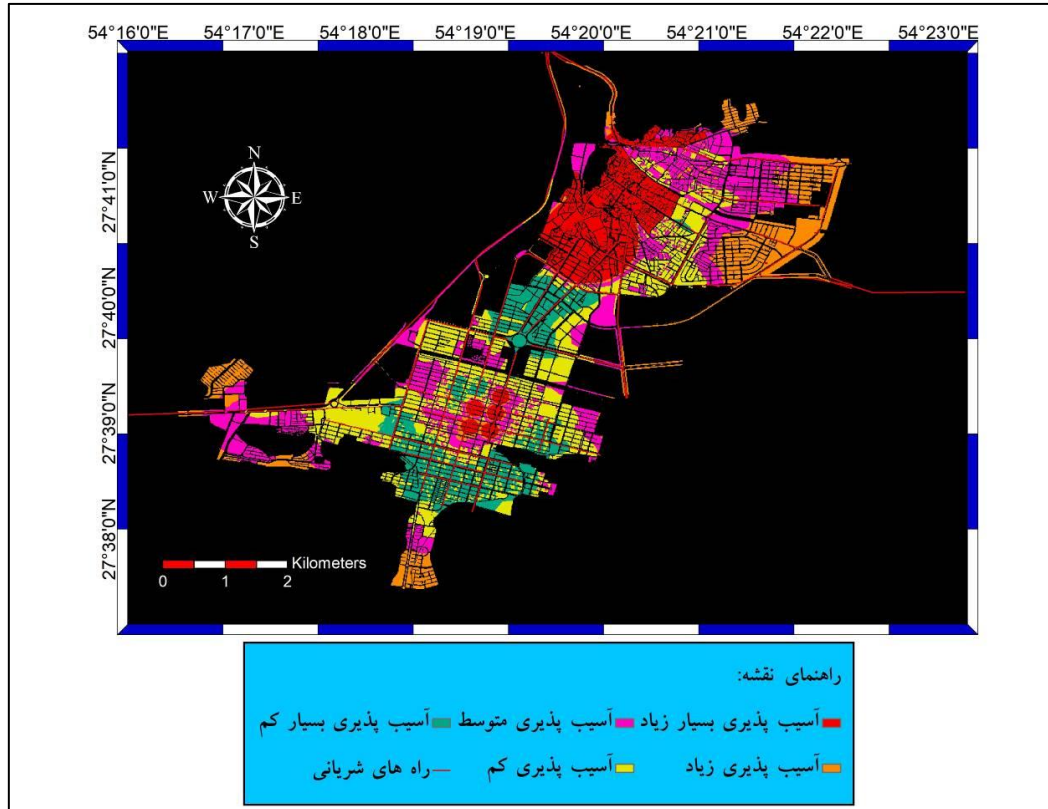 54°16'0"E 54°17'0"E 54°18'0"E 54°19'0"E 54°20'0"E 54°21'0"E 54°22'0"E 54°23'0"E
27°41'0"N
27°40'0"N
27°39'0"N
27°38'0"N
N
W E
S
Kilometers
0 1 2
راهنمای نقشه:
آسیب پذیری بسیار زیاد آسیب پذیری متوسط آسیب پذیری بسیار کم
آسیب پذیری زیاد آسیب پذیری کم راه های شریانی